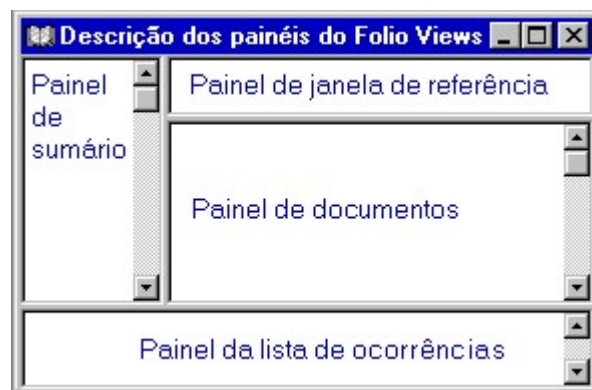 Descrição dos painéis do Folio Views
Painel
de
sumário
Painel de janela de referência
Painel de documentos
Painel da lista de ocorrências